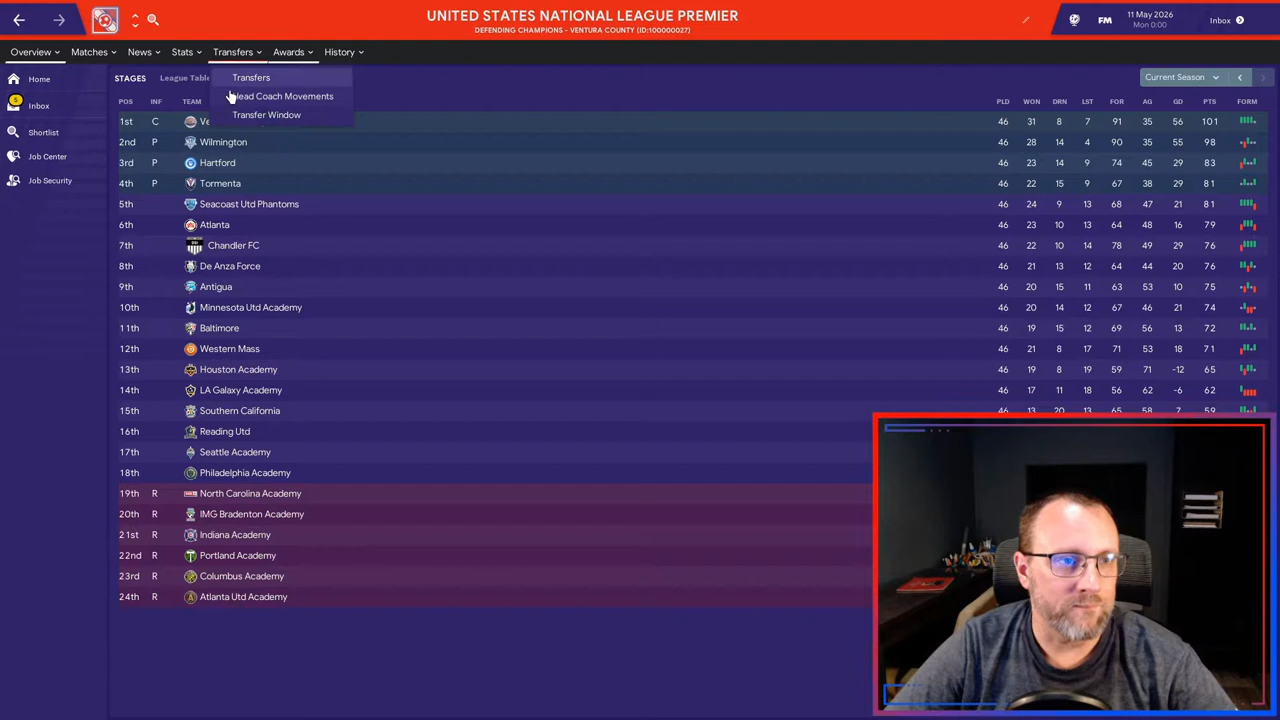 UNITED STATES NATIONAL LEAGUE PREMIER
DEFENDING CHAMPIONS - VENTURA COUNTY (ID:100000027)
FM
11 May 2026
Mon 0:00
Inbox
Overview Matches News Stats Transfers Awards History
Home
5
Inbox
Shortlist
Job Center
Job Security
STAGES League Table
Transfers
Head Coach Movements
Transfer Window
Current Season
POS INF TEAM PLD WON DRN LST FOR AG GD PTS FORM
1st C 46 31 8 7 91 35 56 101
2nd P Wilmington 46 28 14 4 90 35 55 98
3rd P Hartford 46 23 14 9 74 45 29 83
4th P Tormenta 46 22 15 9 67 38 29 81
5th Seacoast Utd Phantoms 46 24 9 13 68 47 21 81
6th Atlanta 46 23 10 13 64 48 16 79
7th Chandler FC 46 22 10 14 78 49 29 76
8th De Anza Force 46 21 13 12 64 44 20 76
9th Antigua 46 20 15 11 63 53 10 75
10th Minnesota Utd Academy 46 20 14 12 67 46 21 74
11th Baltimore 46 19 15 12 69 56 13 72
12th Western Mass 46 21 8 17 71 53 18 71
13th Houston Academy 46 19 8 19 59 71 -12 65
14th LA Galaxy Academy 46 17 11 18 56 62 -6 62
15th Southern California 46 13 20 13 65 58 7 59
16th Reading Utd
17th Seattle Academy
18th Philadelphia Academy
19th R North Carolina Academy
20th R IMG Bradenton Academy
21st R Indiana Academy
22nd R Portland Academy
23rd R Columbus Academy
24th R Atlanta Utd Academy